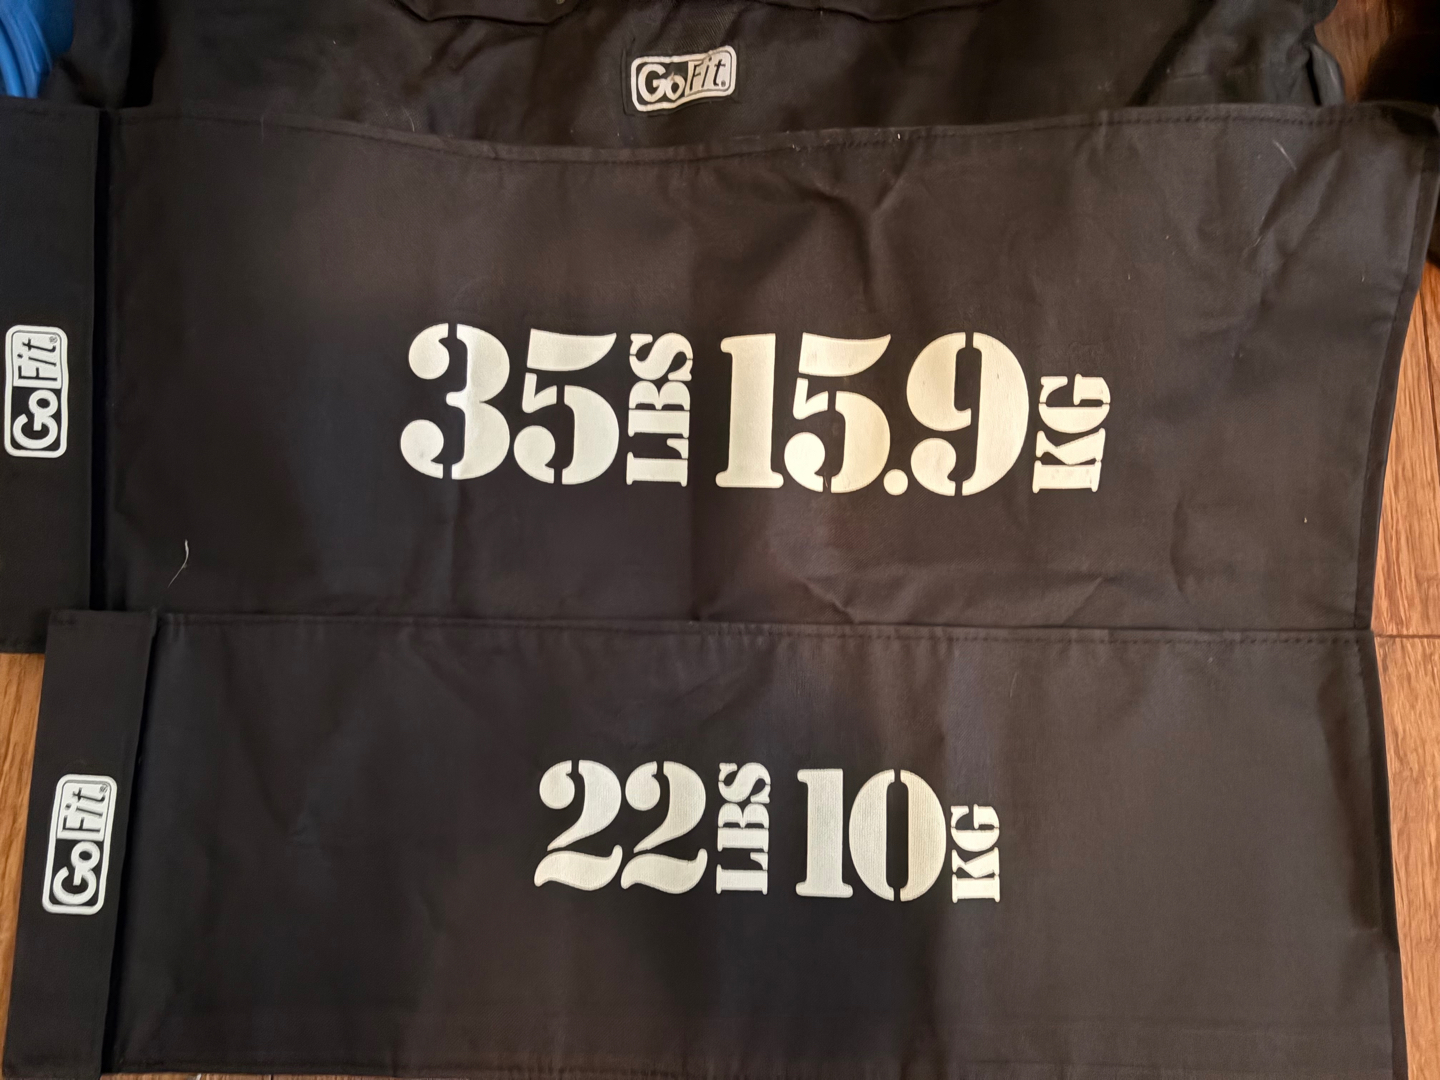 GoFit
GoFit®
35 LBS 15.9 KG
GoFit®
22 LBS 10 KG